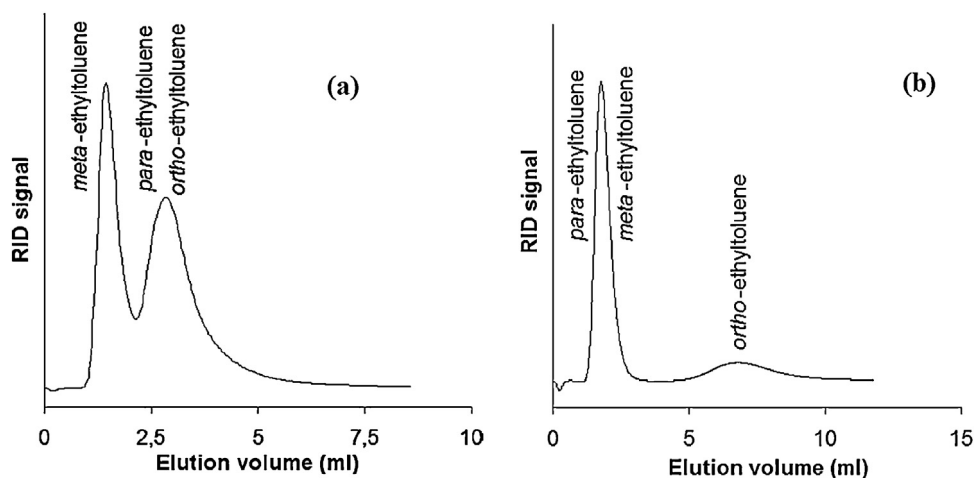 (a)
RID signal
meta-ethyltoluene
para-ethyltoluene
ortho-ethyltoluene
0 2,5 5 7,5 10
Elution volume (ml)
(b)
RID signal
para-ethyltoluene
meta-ethyltoluene
ortho-ethyltoluene
0 5 10 15
Elution volume (ml)